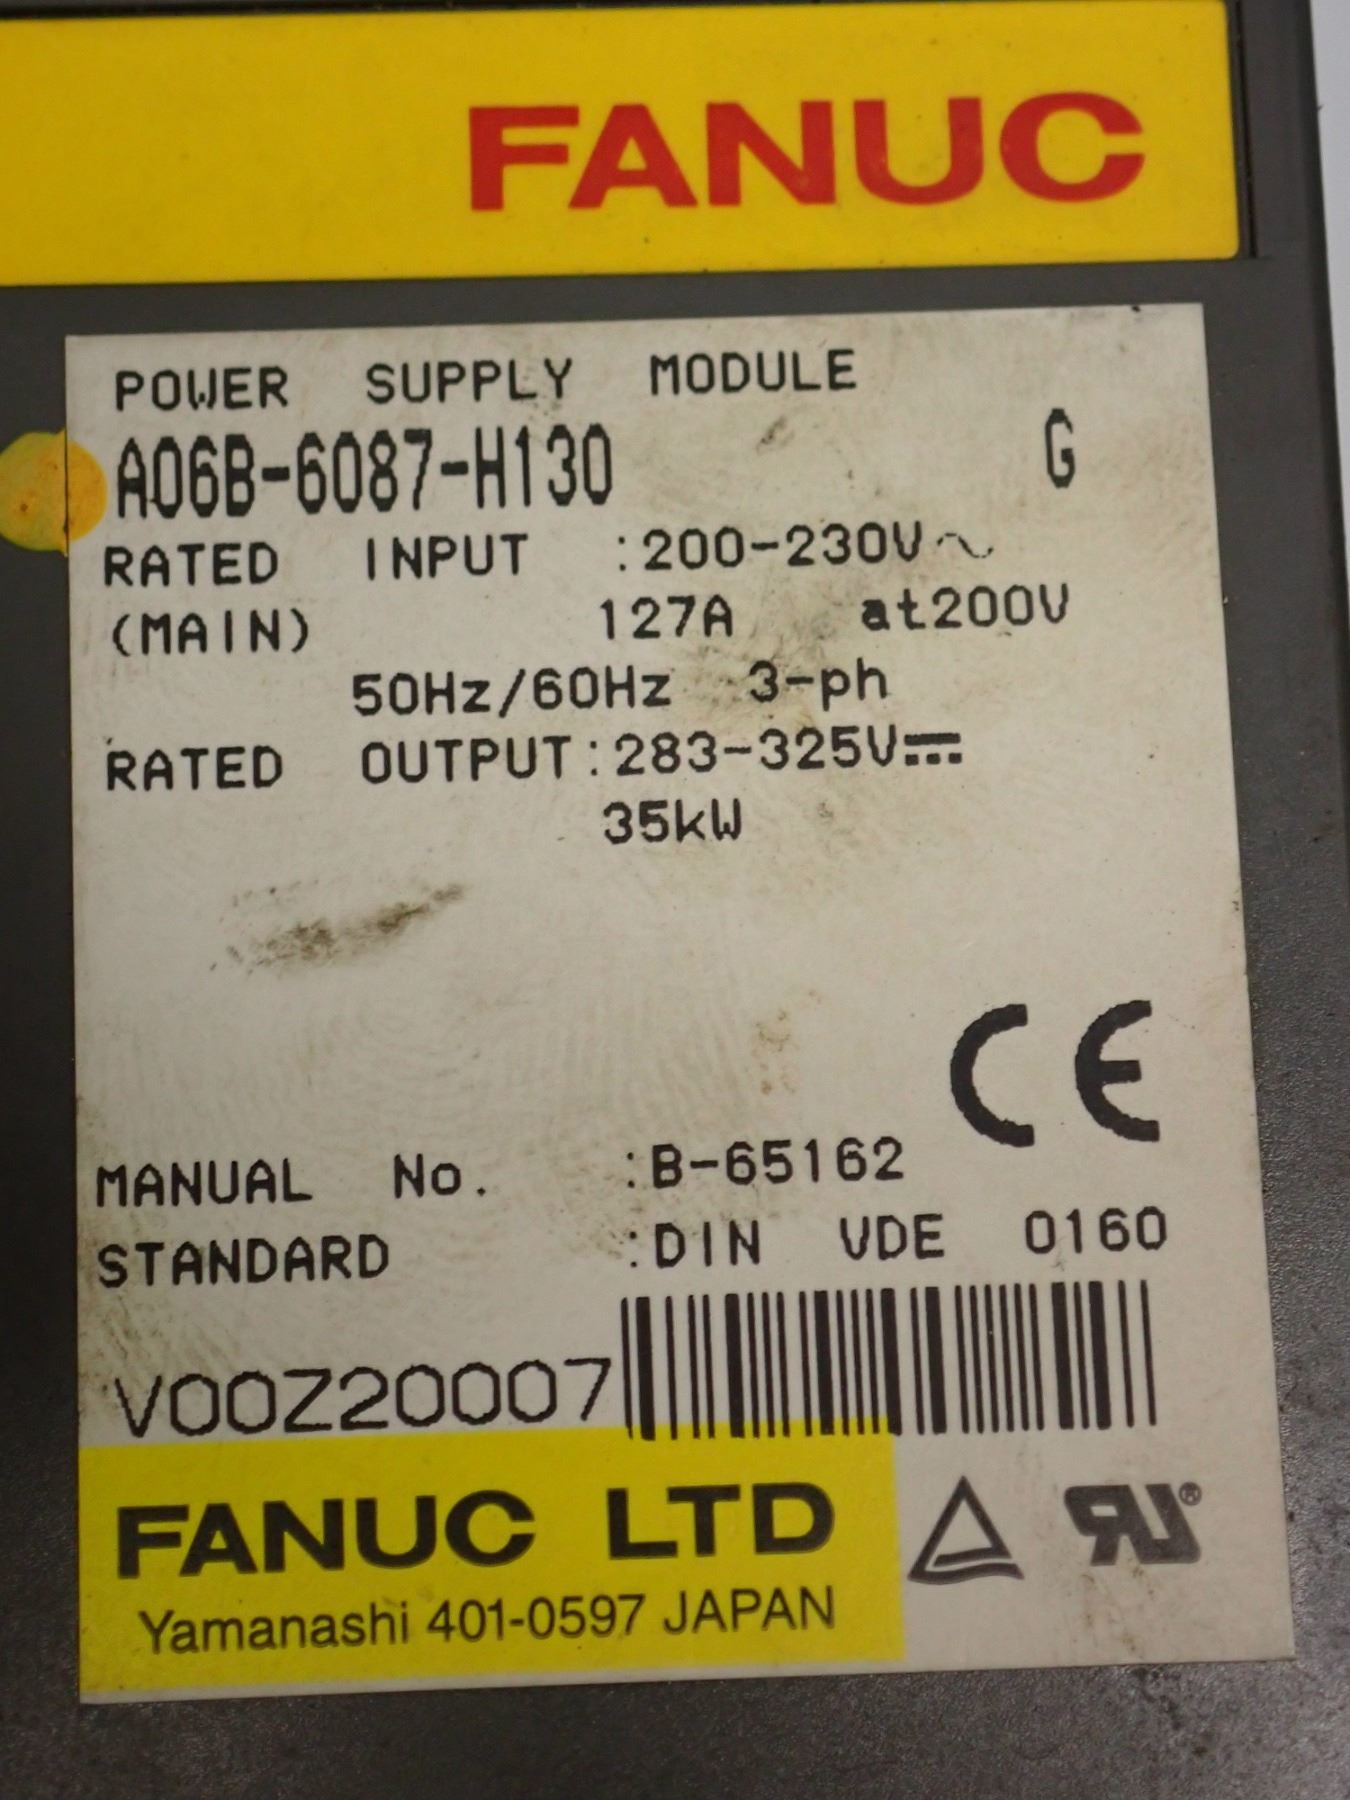 FANUC
POWER SUPPLY MODULE
A06B-6087-H130 G
RATED INPUT :200-230V~
(MAIN) 127A at200V
50Hz/60Hz 3-ph
RATED OUTPUT:283-325V⎓
35kW
CE
MANUAL No. :B-65162
STANDARD :DIN VDE 0160
V00Z20007
FANUC LTD
Yamanashi 401-0597 JAPAN